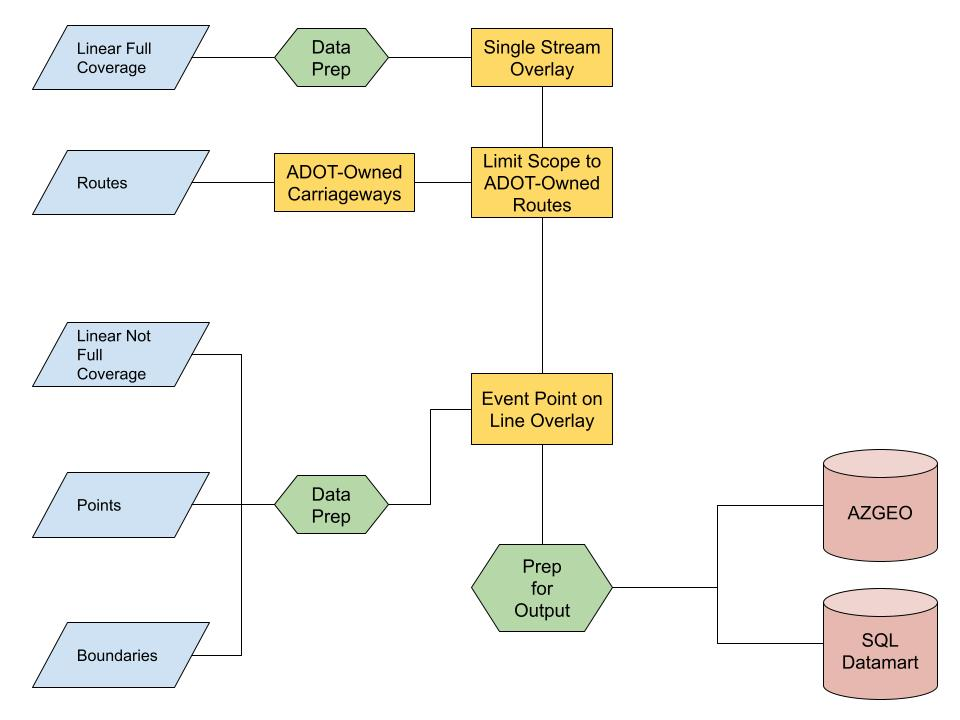 Linear Full
Coverage
Data
Prep
Single Stream
Overlay
Routes
ADOT-Owned
Carriageways
Limit Scope to
ADOT-Owned
Routes
Linear Not
Full
Coverage
Event Point on
Line Overlay
Points
Data
Prep
AZGEO
Prep
for
Output
Boundaries
SQL
Datamart